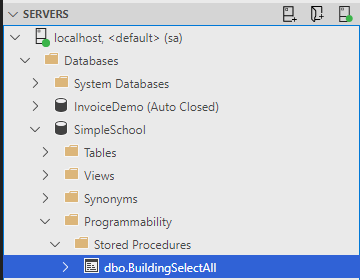 SERVERS
localhost, <default> (sa)
Databases
System Databases
InvoiceDemo (Auto Closed)
SimpleSchool
Tables
Views
Synonyms
Programmability
Stored Procedures
dbo.BuildingSelectAll